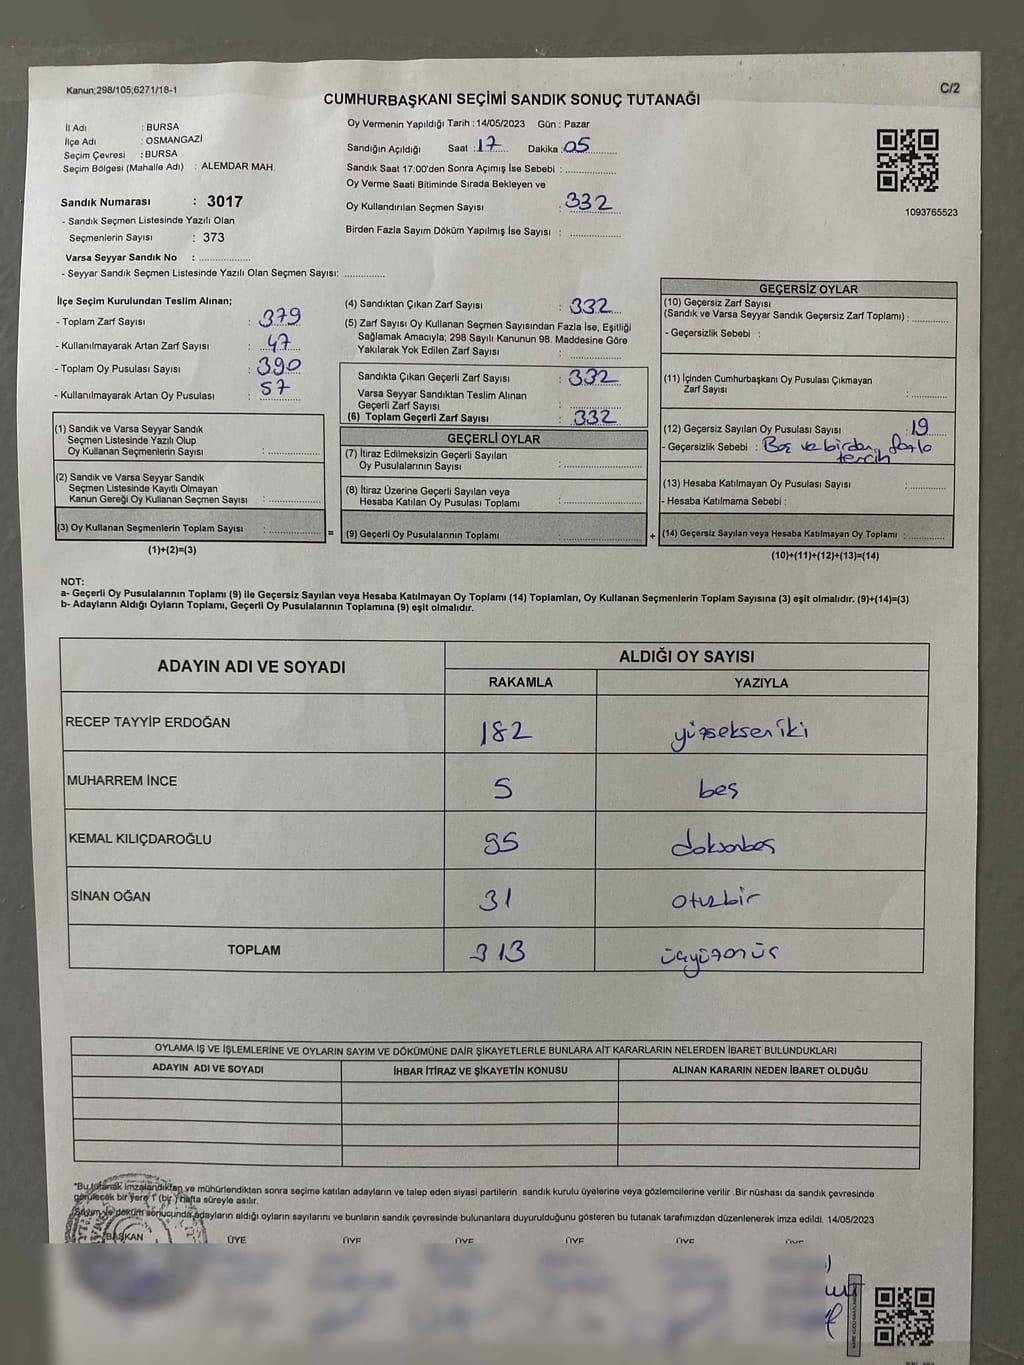 Kanun;298/105;6271/18-1
C/2
CUMHURBAŞKANI SEÇİMİ SANDIK SONUÇ TUTANAĞI
İl Adı : BURSA
İlçe Adı : OSMANGAZİ
Seçim Çevresi : BURSA
Seçim Bölgesi (Mahalle Adı) : ALEMDAR MAH.
Sandık Numarası : 3017
- Sandık Seçmen Listesinde Yazılı Olan
Seçmenlerin Sayısı : 373
Varsa Seyyar Sandık No : ................
- Seyyar Sandık Seçmen Listesinde Yazılı Olan Seçmen Sayısı: ............
Oy Vermenin Yapıldığı Tarih : 14/05/2023 Gün : Pazar
Sandığın Açıldığı Saat : 17 Dakika : 05
Sandık Saat 17:00'den Sonra Açımış İse Sebebi : ................
Oy Verme Saati Bitiminde Sırada Bekleyen ve
Oy Kullandırılan Seçmen Sayısı : 332
Birden Fazla Sayım Döküm Yapılmış İse Sayısı : ................
1093765523
İlçe Seçim Kurulundan Teslim Alınan;
- Toplam Zarf Sayısı : 379
- Kullanılmayarak Artan Zarf Sayısı : 47
- Toplam Oy Pusulası Sayısı : 390
- Kullanılmayarak Artan Oy Pusulası : 57
(1) Sandık ve Varsa Seyyar Sandık
Seçmen Listesinde Yazılı Olup
Oy Kullanan Seçmenlerin Sayısı : ................
(2) Sandık ve Varsa Seyyar Sandık
Seçmen Listesinde Kayıtlı Olmayan
Kanun Gereği Oy Kullanan Seçmen Sayısı : ................
(3) Oy Kullanan Seçmenlerin Toplam Sayısı : ................
(1)+(2)=(3)
=
(4) Sandıktan Çıkan Zarf Sayısı : 332
(5) Zarf Sayısı Oy Kullanan Seçmen Sayısından Fazla İse, Eşitliği
Sağlamak Amacıyla; 298 Sayılı Kanunun 98. Maddesine Göre
Yakılarak Yok Edilen Zarf Sayısı : ................
Sandıkta Çıkan Geçerli Zarf Sayısı : 332
Varsa Seyyar Sandıktan Teslim Alınan
Geçerli Zarf Sayısı : ................
(6) Toplam Geçerli Zarf Sayısı : 332
GEÇERLİ OYLAR
(7) İtiraz Edilmeksizin Geçerli Sayılan
Oy Pusulalarının Sayısı : ................
(8) İtiraz Üzerine Geçerli Sayılan veya
Hesaba Katılan Oy Pusulası Toplamı : ................
(9) Geçerli Oy Pusulalarının Toplamı : ................
+
GEÇERSİZ OYLAR
(10) Geçersiz Zarf Sayısı
(Sandık ve Varsa Seyyar Sandık Geçersiz Zarf Toplamı) : ............
- Geçersizlik Sebebi :
(11) İçinden Cumhurbaşkanı Oy Pusulası Çıkmayan
Zarf Sayısı : ............
(12) Geçersiz Sayılan Oy Pusulası Sayısı : 19
- Geçersizlik Sebebi : Boş ve birden fazla
tercih
(13) Hesaba Katılmayan Oy Pusulası Sayısı : ............
- Hesaba Katılmama Sebebi :
(14) Geçersiz Sayılan veya Hesaba Katılmayan Oy Toplamı : ............
(10)+(11)+(12)+(13)=(14)
NOT:
a- Geçerli Oy Pusulalarının Toplamı (9) ile Geçersiz Sayılan veya Hesaba Katılmayan Oy Toplamı (14) Toplamları, Oy Kullanan Seçmenlerin Toplam Sayısına (3) eşit olmalıdır. (9)+(14)=(3)
b- Adayların Aldığı Oyların Toplamı, Geçerli Oy Pusulalarının Toplamına (9) eşit olmalıdır.
ADAYIN ADI VE SOYADI
ALDIĞI OY SAYISI
RAKAMLA YAZIYLA
RECEP TAYYİP ERDOĞAN 182 yüzseksen iki
MUHARREM İNCE 5 beş
KEMAL KILIÇDAROĞLU 95 doksanbeş
SİNAN OĞAN 31 otuzbir
TOPLAM 313 üçyüzonüç
OYLAMA İŞ VE İŞLEMLERİNE VE OYLARIN SAYIM VE DÖKÜMÜNE DAİR ŞİKAYETLERLE BUNLARA AİT KARARLARIN NELERDEN İBARET BULUNDUKLARI
ADAYIN ADI VE SOYADI İHBAR İTİRAZ VE ŞİKAYETİN KONUSU ALINAN KARARIN NEDEN İBARET OLDUĞU
*Bu tutanak imzalandıktan ve mühürlendikten sonra seçime katılan adayların ve talep eden siyasi partilerin sandık kurulu üyelerine veya gözlemcilerine verilir .Bir nüshası da sandık çevresinde
görülecek bir yere 1 (bir ) hafta süreyle asılır.
Sayım ve döküm sonucunda adayların aldığı oyların sayılarını ve bunların sandık çevresinde bulunanlara duyurulduğunu gösteren bu tutanak tarafımızdan düzenlenerek imza edildi. 14/05/2023
BAŞKAN ÜYE ÜYE ÜYE ÜYE ÜYE ÜYE